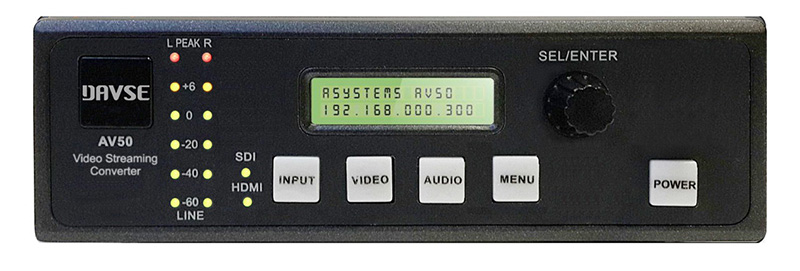 L PEAK R
DAVSE
+6
0
-20
-40
-60
LINE
AV50
Video Streaming
Converter
SDI
HDMI
ASYSTEMS AV50
192.168.000.300
INPUT
VIDEO
AUDIO
MENU
SEL/ENTER
POWER